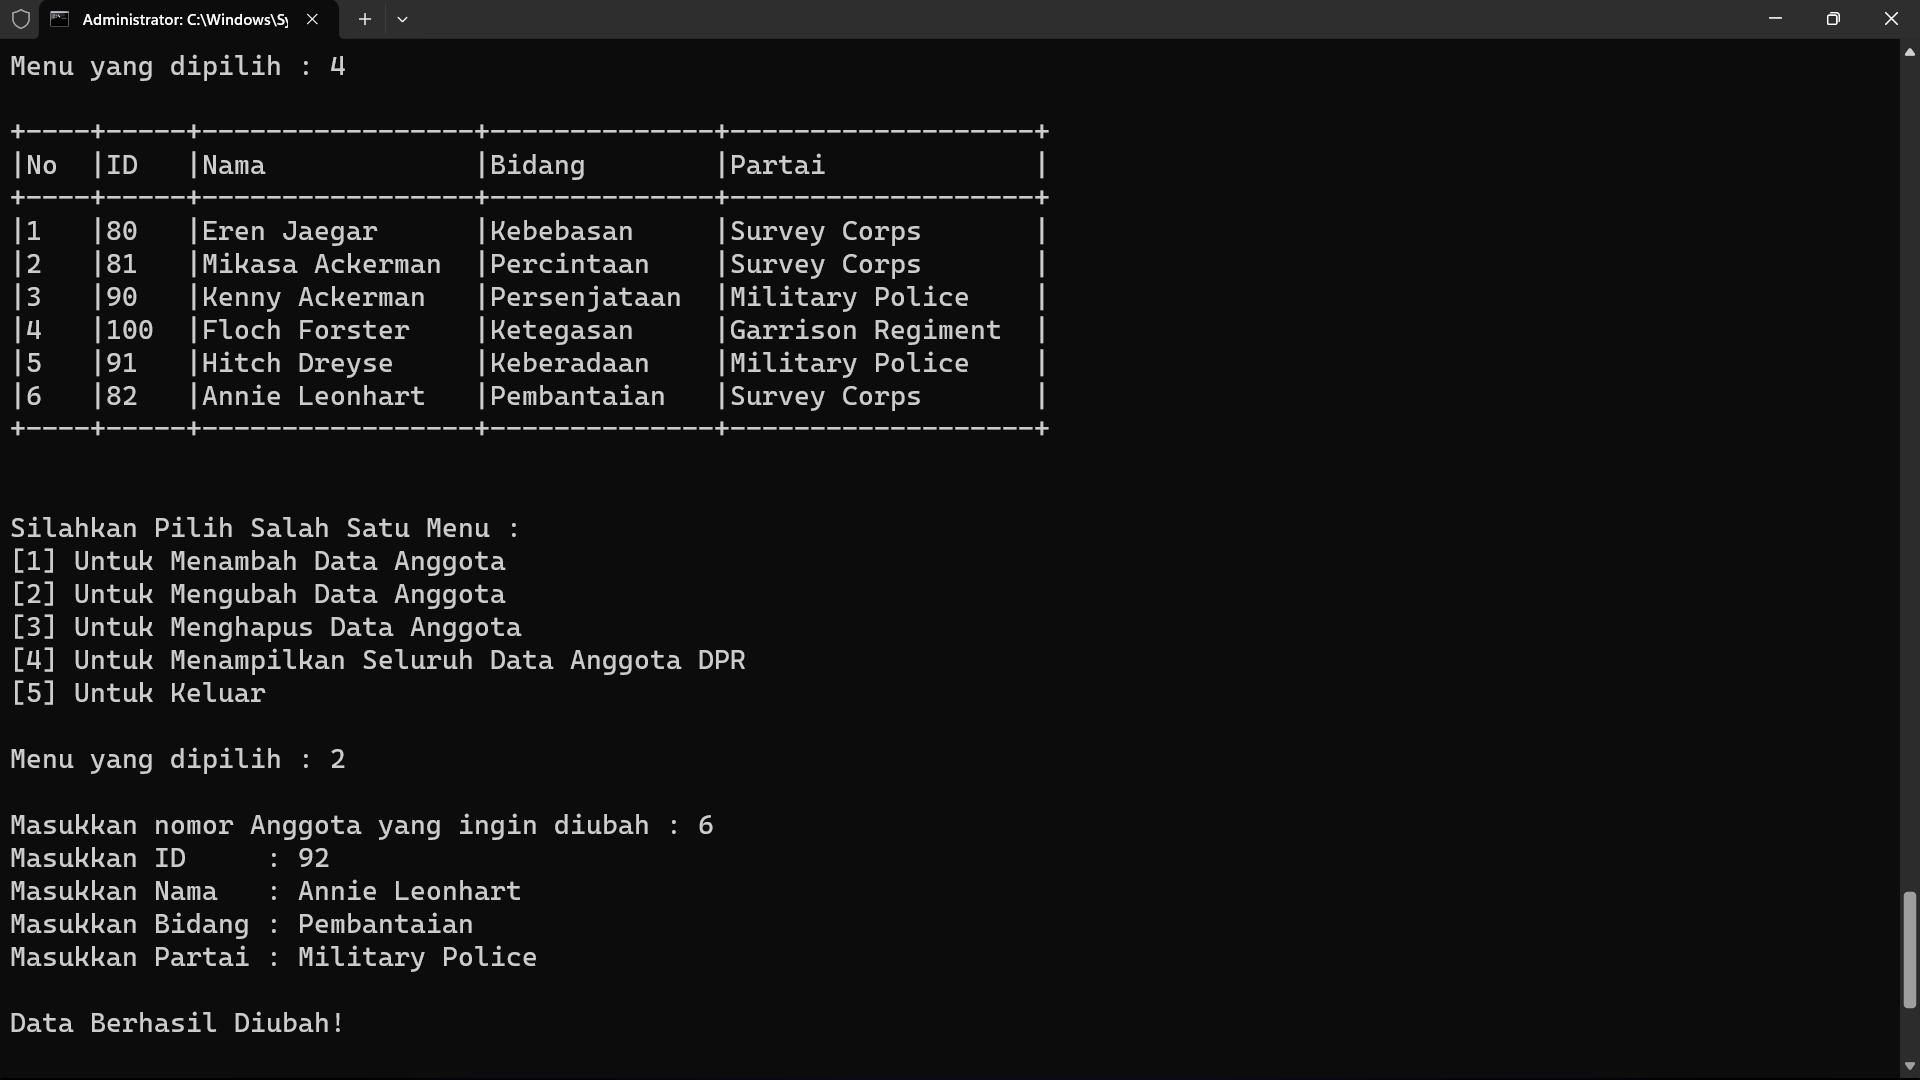 Administrator: C:\Windows\Sy
Menu yang dipilih : 4
+----+-----+-----------------+--------------+-------------------+
|No  |ID   |Nama             |Bidang        |Partai             |
+----+-----+-----------------+--------------+-------------------+
|1   |80   |Eren Jaegar      |Kebebasan     |Survey Corps       |
|2   |81   |Mikasa Ackerman  |Percintaan    |Survey Corps       |
|3   |90   |Kenny Ackerman   |Persenjataan  |Military Police    |
|4   |100  |Floch Forster    |Ketegasan     |Garrison Regiment  |
|5   |91   |Hitch Dreyse     |Keberadaan    |Military Police    |
|6   |82   |Annie Leonhart   |Pembantaian   |Survey Corps       |
+----+-----+-----------------+--------------+-------------------+
Silahkan Pilih Salah Satu Menu :
[1] Untuk Menambah Data Anggota
[2] Untuk Mengubah Data Anggota
[3] Untuk Menghapus Data Anggota
[4] Untuk Menampilkan Seluruh Data Anggota DPR
[5] Untuk Keluar
Menu yang dipilih : 2
Masukkan nomor Anggota yang ingin diubah : 6
Masukkan ID     : 92
Masukkan Nama   : Annie Leonhart
Masukkan Bidang : Pembantaian
Masukkan Partai : Military Police
Data Berhasil Diubah!